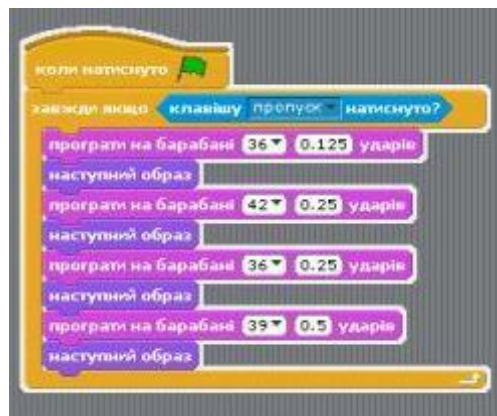 коли натиснуто
завжди якщо клавішу пропуск натиснуто?
програти на барабані 36 0.125 ударів
наступний образ
програти на барабані 42 0.25 ударів
наступний образ
програти на барабані 36 0.25 ударів
наступний образ
програти на барабані 39 0.5 ударів
наступний образ